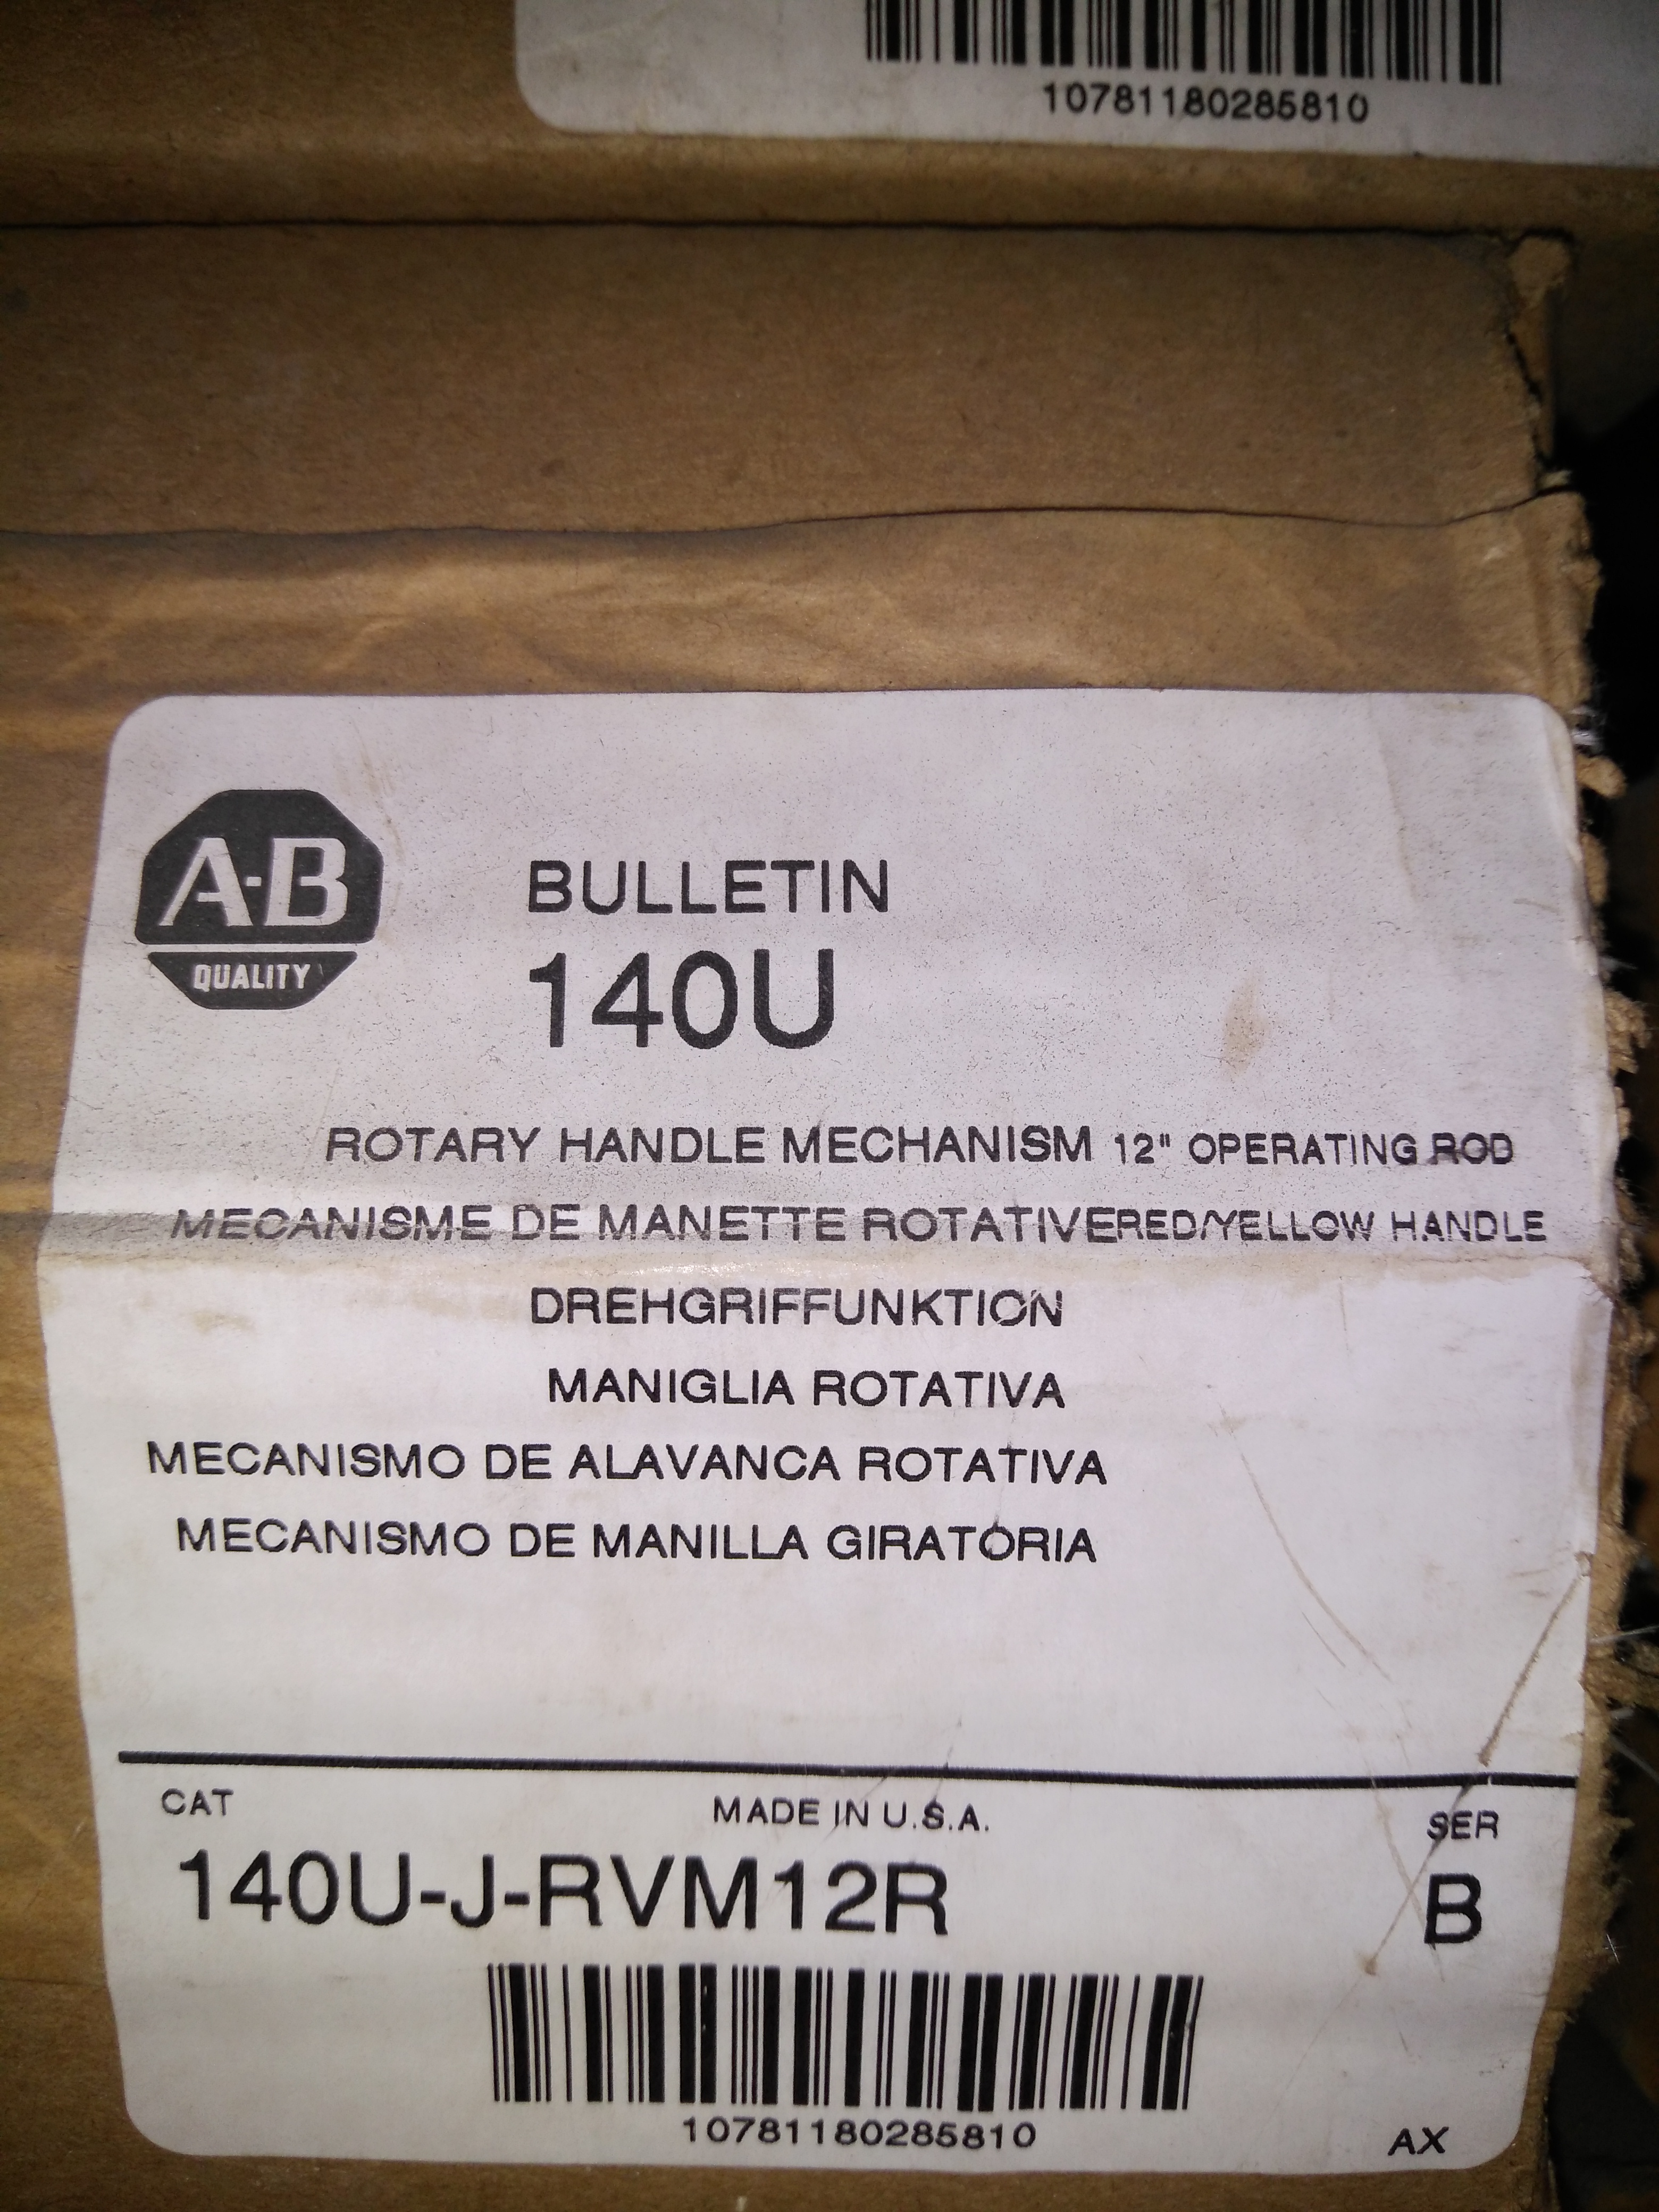 10781180285810
A-B
QUALITY
BULLETIN
140U
ROTARY HANDLE MECHANISM 12" OPERATING ROD
MECANISME DE MANETTE ROTATIVERED/YELLOW HANDLE
DREHGRIFFUNKTION
MANIGLIA ROTATIVA
MECANISMO DE ALAVANCA ROTATIVA
MECANISMO DE MANILLA GIRATORIA
CAT MADE IN U.S.A. SER
140U-J-RVM12R B
10781180285810 AX